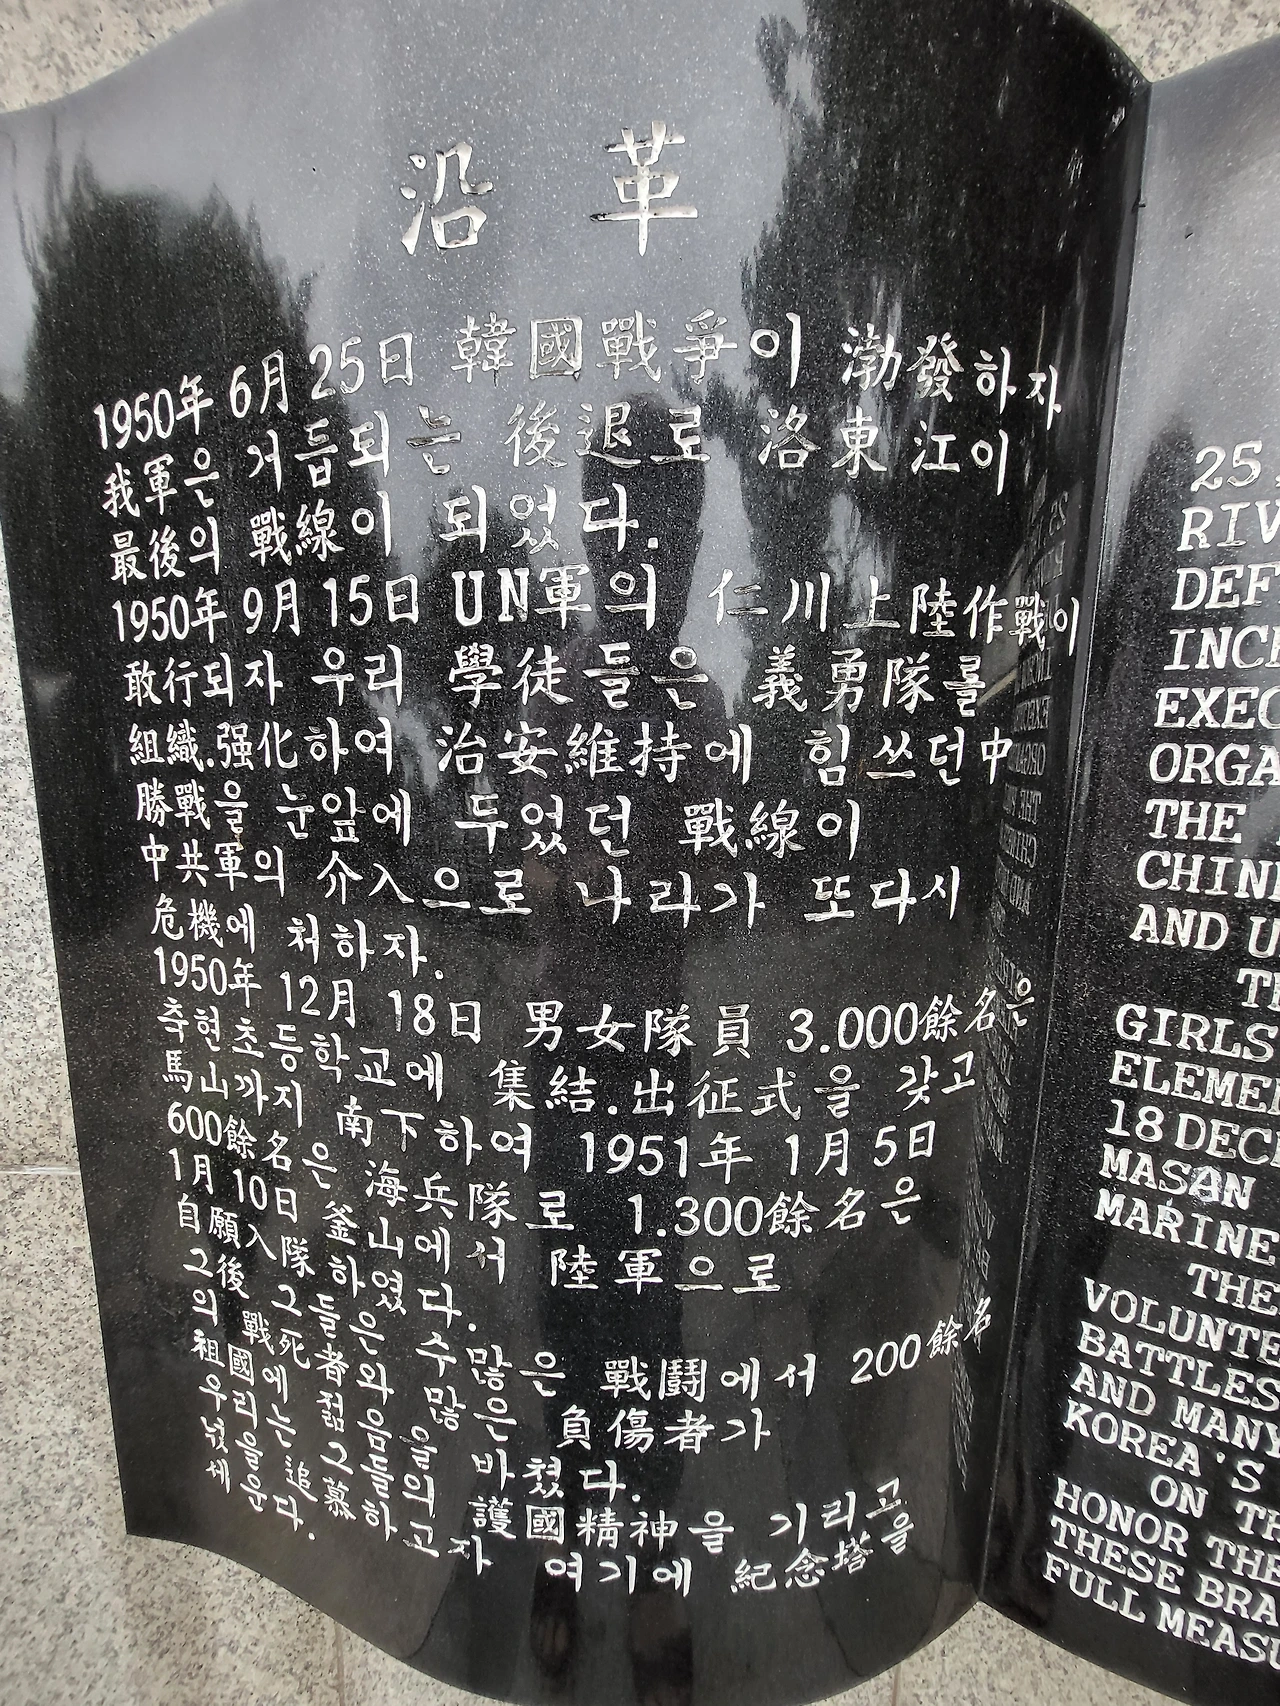 沿 革
1950年 6月 25日 韓國戰爭이 渤發하자
我軍은 거듭되는 後退로 洛東江이
最後의 戰線이 되었다.
1950年 9月 15日 UN軍의 仁川上陸作戰이
敢行되자 우리 學徒들은 義勇隊를
組織.强化하여 治安維持에 힘쓰던中
勝戰을 눈앞에 두었던 戰線이
中共軍의 介入으로 나라가 또다시
危機에 처하자.
1950年 12月 18日 男女隊員 3.000餘名은
축현초등학교에 集結.出征式을 갖고
馬山까지 南下하여 1951年 1月 5日
600餘名은 海兵隊로 1.300餘名은
1月 10日 釜山에서 陸軍으로
自願入隊하였다.
그後 그들은 수많은 戰鬪에서 200餘名
의 戰死者와 많은 負傷者가
祖國에 젊음을 바쳤다.
우리는 그들의 護國精神을 기리고
넋을 追慕하고자 여기에 紀念塔을
세운다.
25
RIV
DEF
INC
EXEC
ORGA
THE
CHIN
AND U
TH
GIRLS
ELEME
18 DEC
MASAN
MARINE
THE
VOLUNTE
BATTLES
AND MANY
KOREA'S
ON TH
HONOR THE
THESE BRA
FULL MEAS